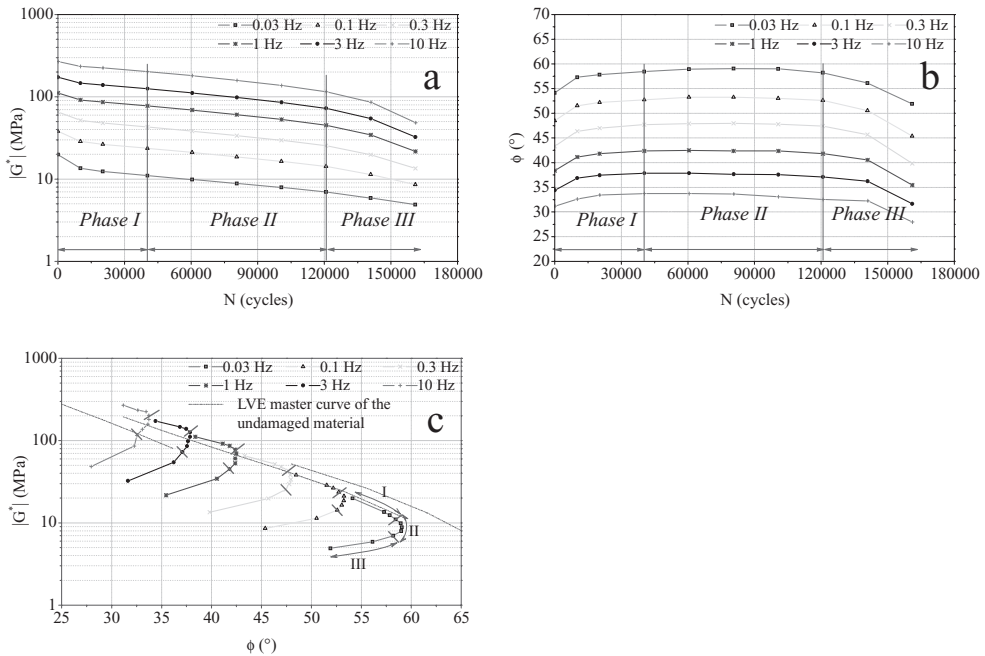 1000
100
10
1
|G*| (MPa)
0.03 Hz 0.1 Hz 0.3 Hz
1 Hz 3 Hz 10 Hz
a
Phase I Phase II Phase III
0 30000 60000 90000 120000 150000 180000
N (cycles)
70
65
60
55
50
45
40
35
30
25
20
ϕ (°)
0.03 Hz 0.1 Hz 0.3 Hz
1 Hz 3 Hz 10 Hz
b
Phase I Phase II Phase III
0 30000 60000 90000 120000 150000 180000
N (cycles)
1000
100
10
1
|G*| (MPa)
0.03 Hz 0.1 Hz 0.3 Hz
1 Hz 3 Hz 10 Hz
LVE master curve of the
undamaged material
c
I
II
III
25 30 35 40 45 50 55 60 65
ϕ (°)